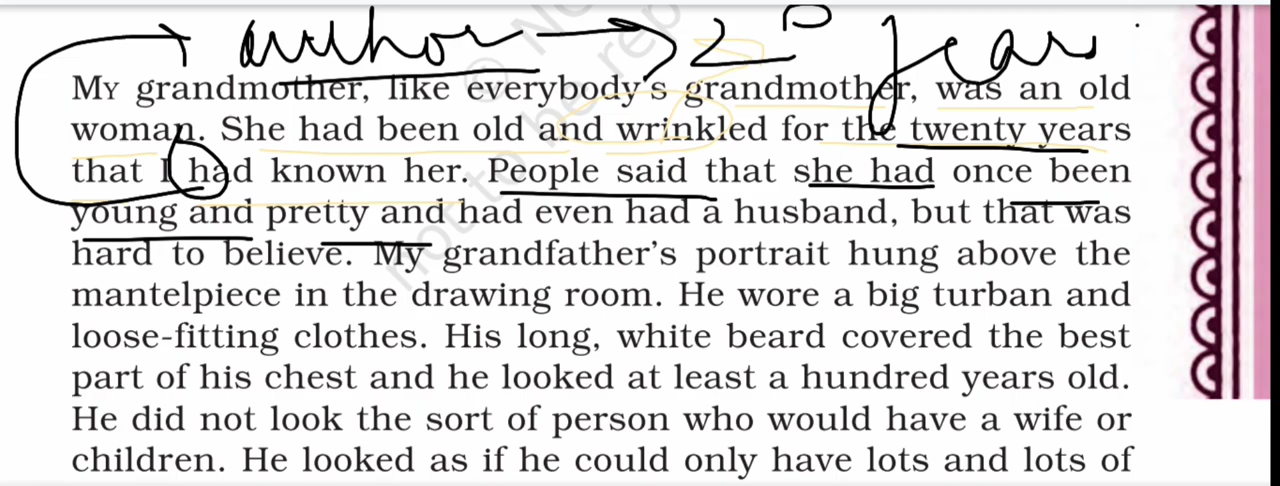 author → 20 year
My grandmother, like everybody's grandmother, was an old
woman. She had been old and wrinkled for the twenty years
that I had known her. People said that she had once been
young and pretty and had even had a husband, but that was
hard to believe. My grandfather's portrait hung above the
mantelpiece in the drawing room. He wore a big turban and
loose-fitting clothes. His long, white beard covered the best
part of his chest and he looked at least a hundred years old.
He did not look the sort of person who would have a wife or
children. He looked as if he could only have lots and lots of
not to be rep